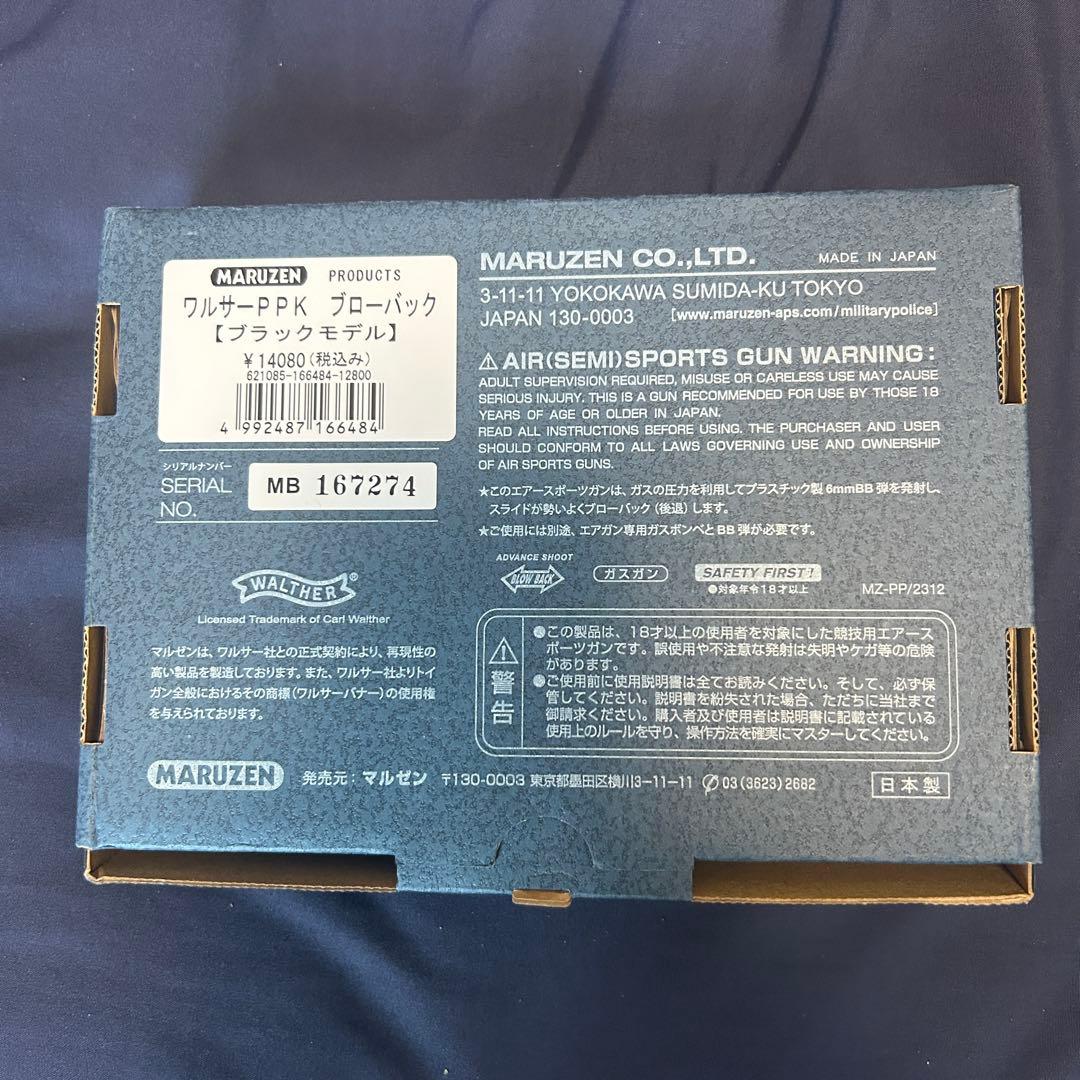 MARUZEN PRODUCTS
ワルサーPPK ブローバック
【ブラックモデル】
￥14080(税込み)
621085-166484-12800
4 992487 166484
シリアルナンバー
SERIAL NO.
MB 167274
WALTHER®
Licensed Trademark of Carl Walther
マルゼンは、ワルサー社との正式契約により、再現性の
高い製品を製造しております。また、ワルサー社よりトイ
ガン全般におけるその商標(ワルサーバナー)の使用権
を与えられております。
MARUZEN CO.,LTD. MADE IN JAPAN
3-11-11 YOKOKAWA SUMIDA-KU TOKYO
JAPAN 130-0003 [www.maruzen-aps.com/militarypolice]
⚠AIR(SEMI)SPORTS GUN WARNING:
ADULT SUPERVISION REQUIRED, MISUSE OR CARELESS USE MAY CAUSE
SERIOUS INJURY. THIS IS A GUN RECOMMENDED FOR USE BY THOSE 18
YEARS OF AGE OR OLDER IN JAPAN.
READ ALL INSTRUCTIONS BEFORE USING. THE PURCHASER AND USER
SHOULD CONFORM TO ALL LAWS GOVERNING USE AND OWNERSHIP
OF AIR SPORTS GUNS.
★このエアースポーツガンは、ガスの圧力を利用してプラスチック製6mmBB弾を発射し、
スライドが勢いよくブローバック(後退)します。
★ご使用には別途、エアガン専用ガスボンベとBB弾が必要です。
ADVANCE SHOOT
BLOW BACK
ガスガン
SAFETY FIRST!
●対象年令18才以上
MZ-PP/2312
⚠警告
●この製品は、18才以上の使用者を対象にした競技用エアース
ポーツガンです。誤使用や不注意な発射は失明やケガ等の危険
があります。
●ご使用前に使用説明書は全てお読みください。そして、必ず保
管してください。説明書を紛失された場合、ただちに当社まで
御請求ください。購入者及び使用者は説明書に記載されている
使用上のルールを守り、操作方法を確実にマスターしてください。
MARUZEN 発売元：マルゼン 〒130-0003 東京都墨田区横川3-11-11 03(3623)2662
日本製